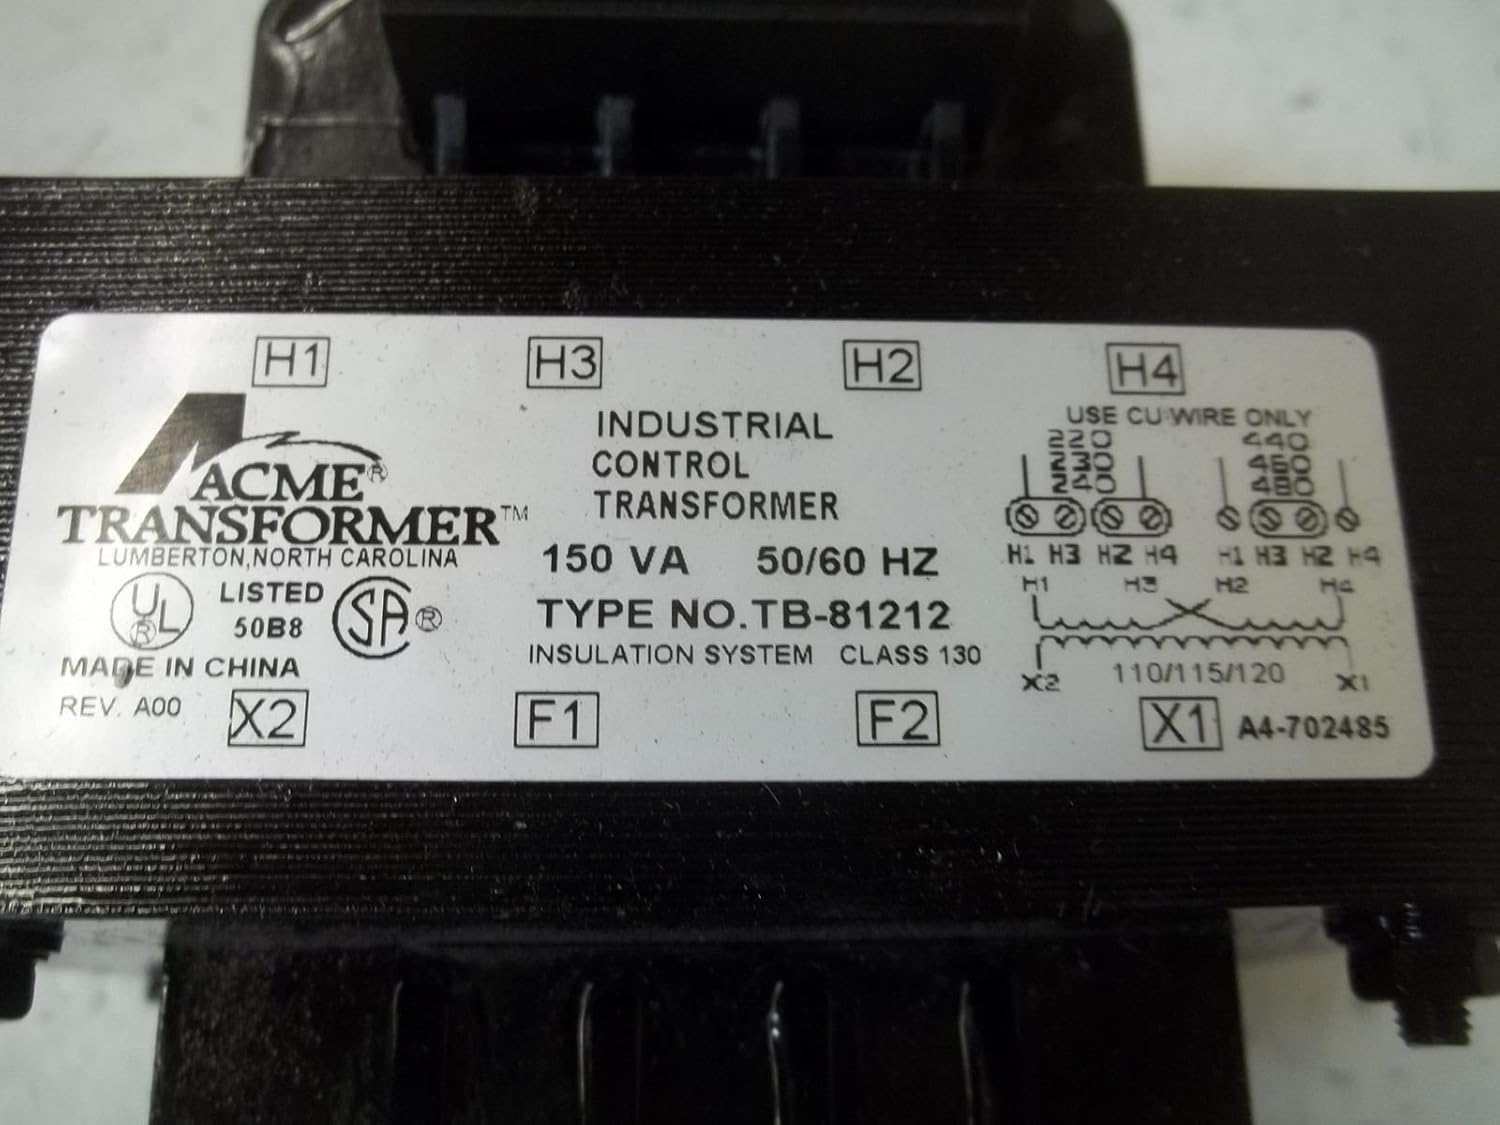 H1 H3 H2 H4
ACME®
TRANSFORMER™
LUMBERTON,NORTH CAROLINA
UL® LISTED
50B8
SA®
MADE IN CHINA
REV. A00
INDUSTRIAL
CONTROL
TRANSFORMER
150 VA 50/60 HZ
TYPE NO.TB-81212
INSULATION SYSTEM CLASS 130
USE CU WIRE ONLY
220 440
230 460
240 480
H1 H3 H2 H4 H1 H3 H2 H4
H1 H3 H2 H4
X2 110/115/120 X1
X2 F1 F2 X1 A4-702485